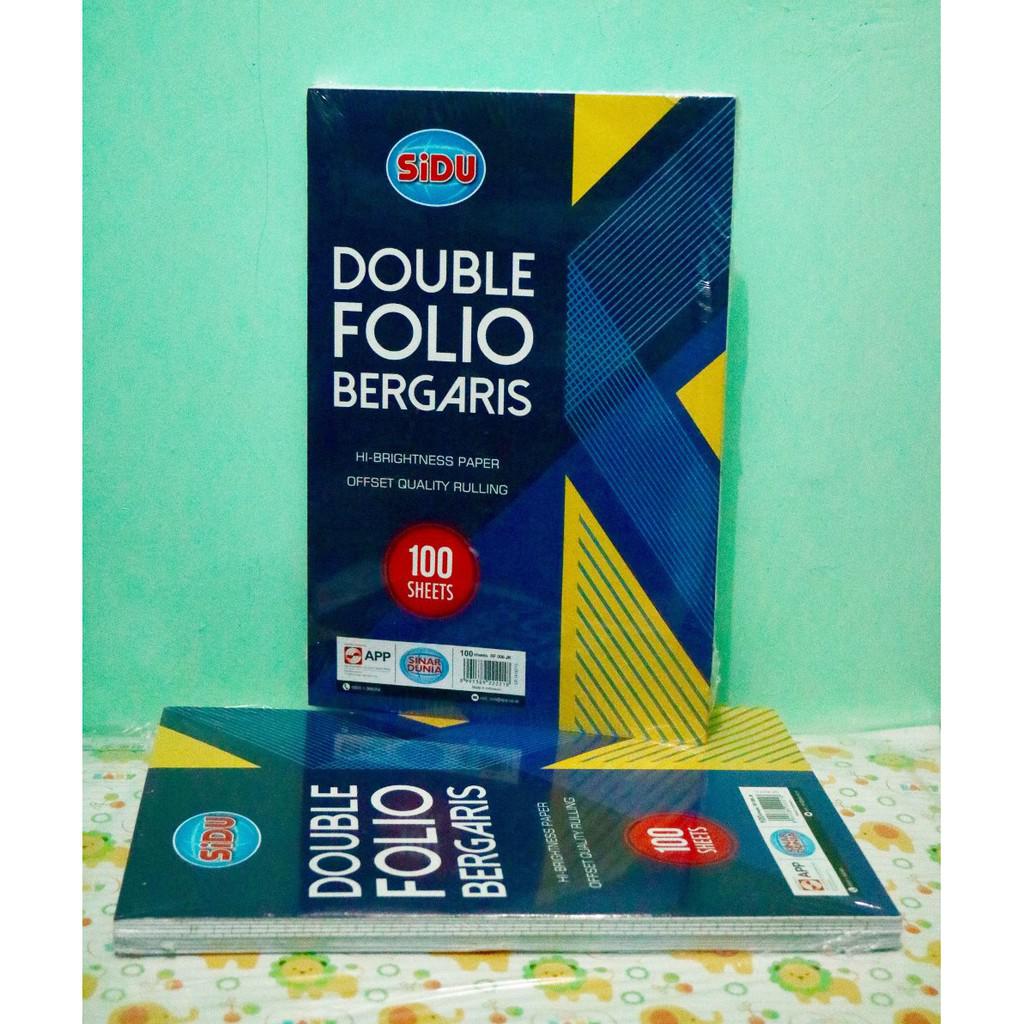 SiDU
DOUBLE
FOLIO
BERGARIS
HI-BRIGHTNESS PAPER
OFFSET QUALITY RULLING
100
SHEETS
APP
SINAR
DUNIA
100 sheets
SiDU
DOUBLE
FOLIO
BERGARIS
HI-BRIGHTNESS PAPER
OFFSET QUALITY RULLING
100
SHEETS
APP